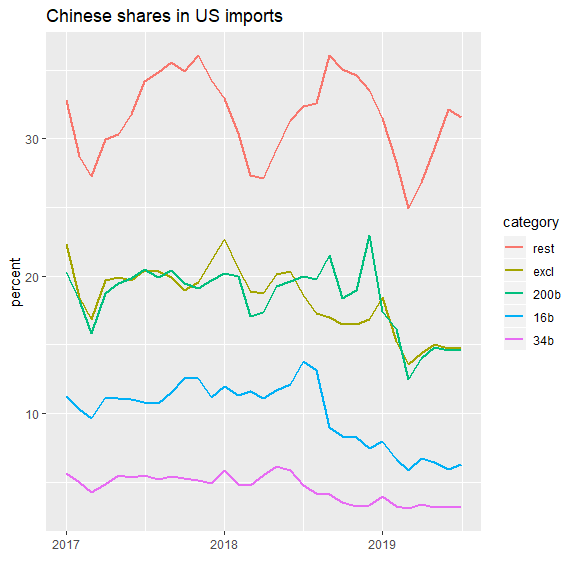 Chinese shares in US imports
percent
30
20
10
2017
2018
2019
category
rest
excl
200b
16b
34b